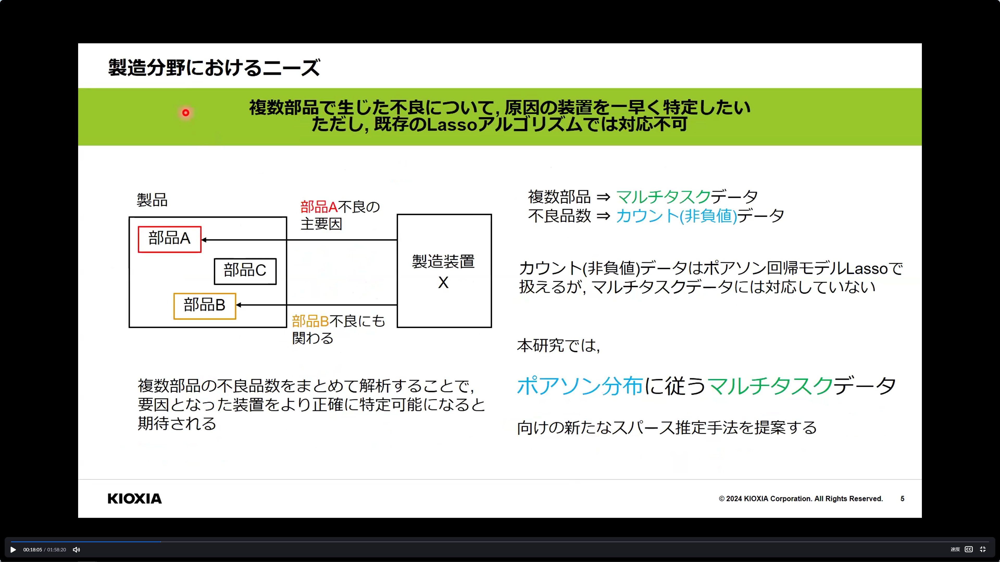 製造分野におけるニーズ
複数部品で生じた不良について, 原因の装置を一早く特定したい
ただし, 既存のLassoアルゴリズムでは対応不可
製品
部品A
部品C
部品B
部品A不良の
主要因
部品B不良にも
関わる
製造装置
X
複数部品の不良品数をまとめて解析することで,
要因となった装置をより正確に特定可能になると
期待される
複数部品 ⇒ マルチタスクデータ
不良品数 ⇒ カウント(非負値)データ
カウント(非負値)データはポアソン回帰モデルLassoで
扱えるが, マルチタスクデータには対応していない
本研究では,
ポアソン分布に従うマルチタスクデータ
向けの新たなスパース推定手法を提案する
KIOXIA
© 2024 KIOXIA Corporation. All Rights Reserved. 5
00:18:05 / 01:58:20
速度
CC